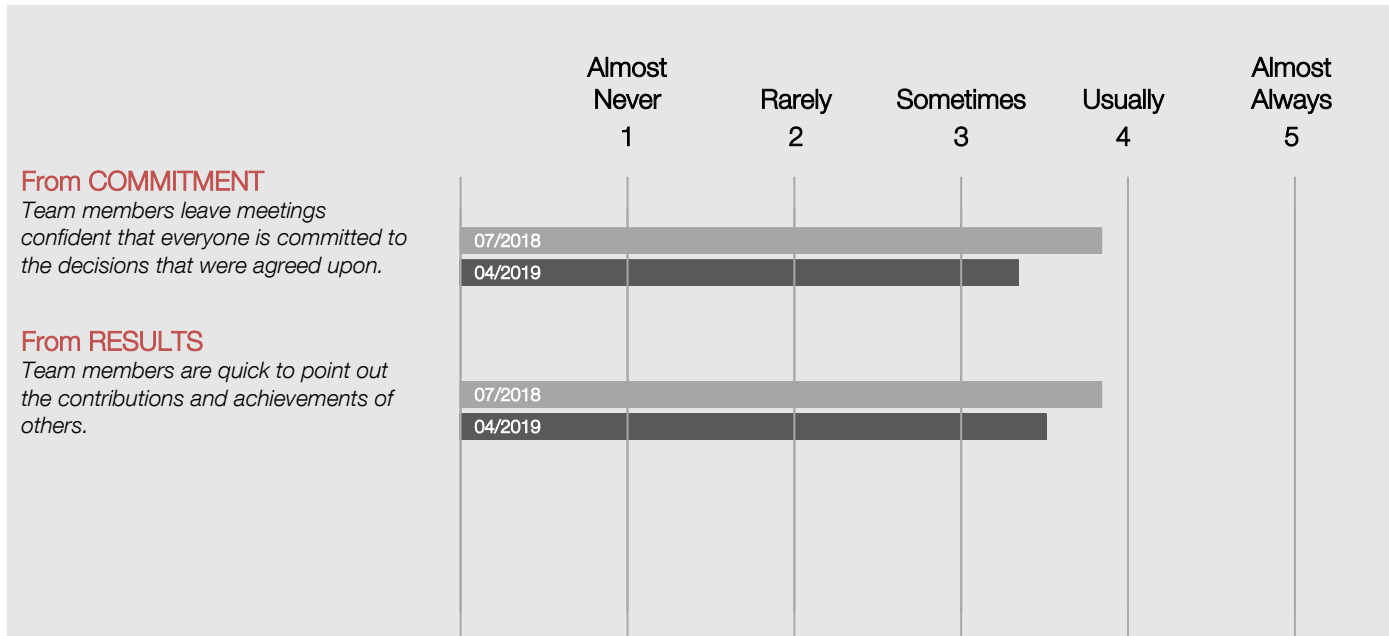 Almost
Never
Rarely
Sometimes
Usually
Almost
Always
1
2
3
4
5
From COMMITMENT
Team members leave meetings
confident that everyone is committed to
the decisions that were agreed upon.
07/2018
04/2019
From RESULTS
Team members are quick to point out
the contributions and achievements of
others.
07/2018
04/2019